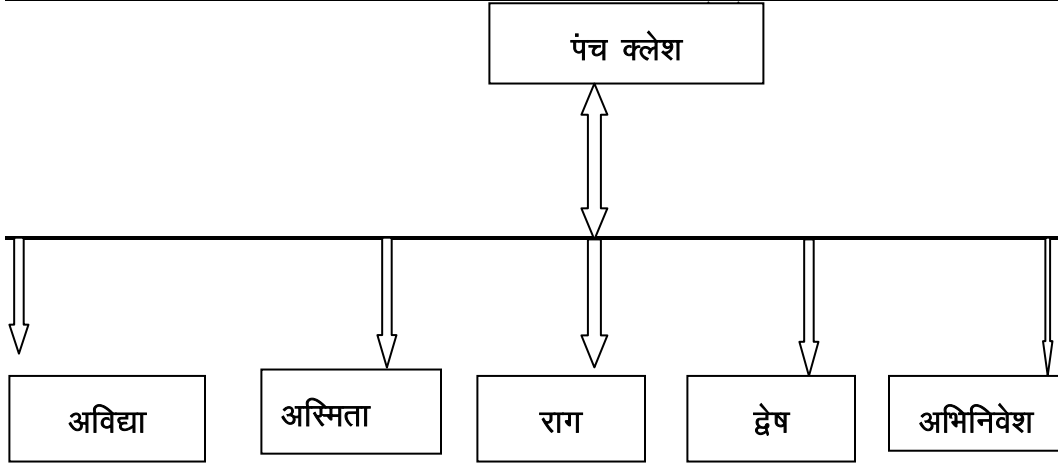 पंच क्लेश
अविद्या
अस्मिता
राग
द्वेष
अभिनिवेश